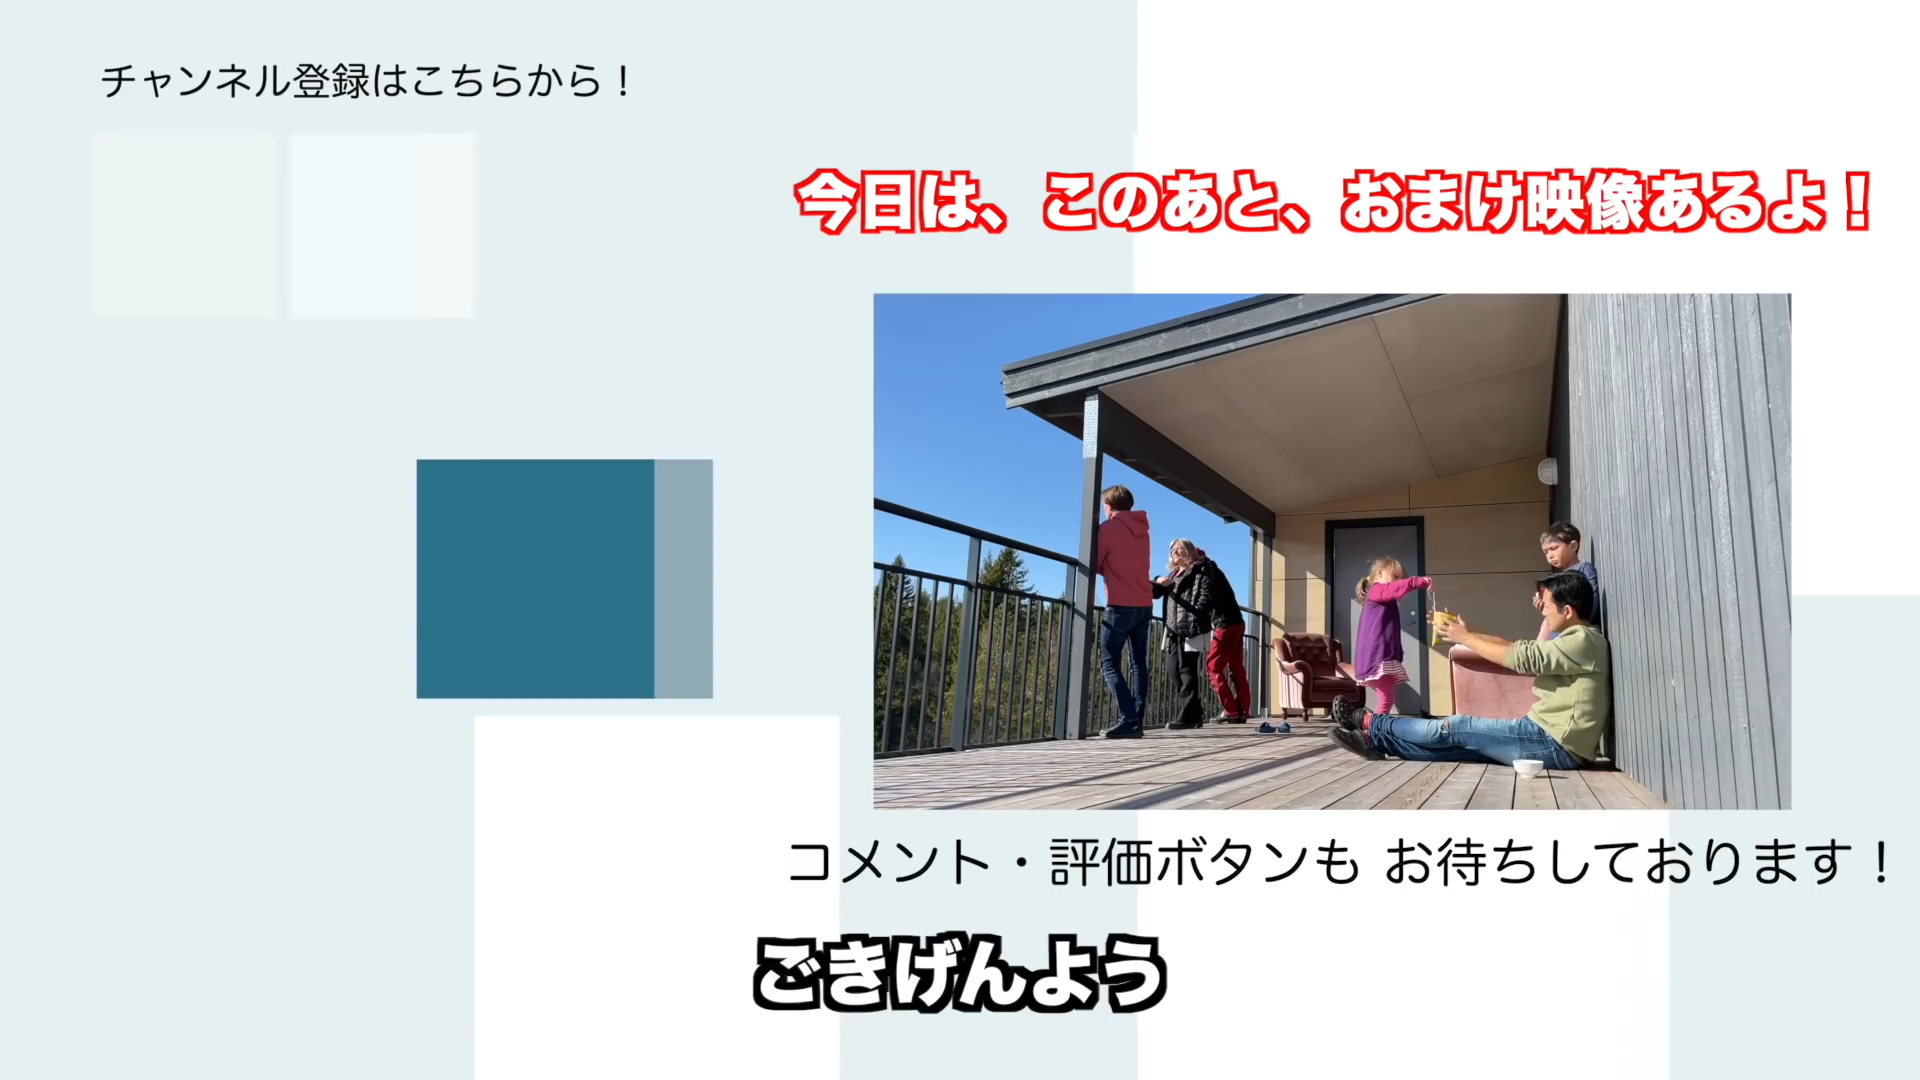 チャンネル登録はこちらから！
今日は、このあと、おまけ映像あるよ！
コメント・評価ボタンも お待ちしております！
ごきげんよう